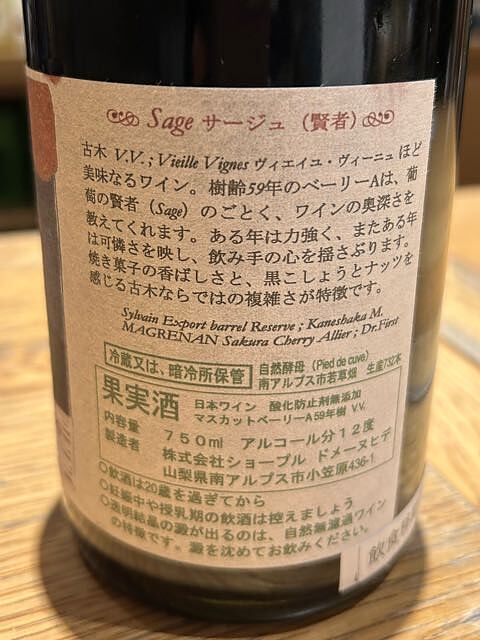 Sage サージュ（賢者）
古木 V.V. ; Vieille Vignes ヴィエイユ・ヴィーニュ ほど
美味なるワイン。樹齢59年のベーリーAは、葡
萄の賢者（Sage）のごとく、ワインの奥深さを
教えてくれます。ある年は力強く、またある年
は可憐さを映し、飲み手の心を揺さぶります。
焼き菓子の香ばしさと、黒こしょうとナッツを
感じる古木ならではの複雑さが特徴です。
Sylvain Export barrel Reserve ; Kaneshaka M.
MAGRENAN Sakura Cherry Allier ; Dr.First
冷蔵又は、暗冷所保管
自然酵母（Pied de cuve）
南アルプス市若草畑 生産732本
果実酒
日本ワイン 酸化防止剤無添加
マスカットベーリーA59年樹 V.V.
内容量 750ml アルコール分12度
製造者 株式会社ショープル ドメーヌヒデ
山梨県南アルプス市小笠原436-1
○飲酒は20歳を過ぎてから
○妊娠中や授乳期の飲酒は控えましょう
○透明結晶の澱が出るのは、自然無濾過ワイン
の特徴です。澱を沈めてお飲みください。